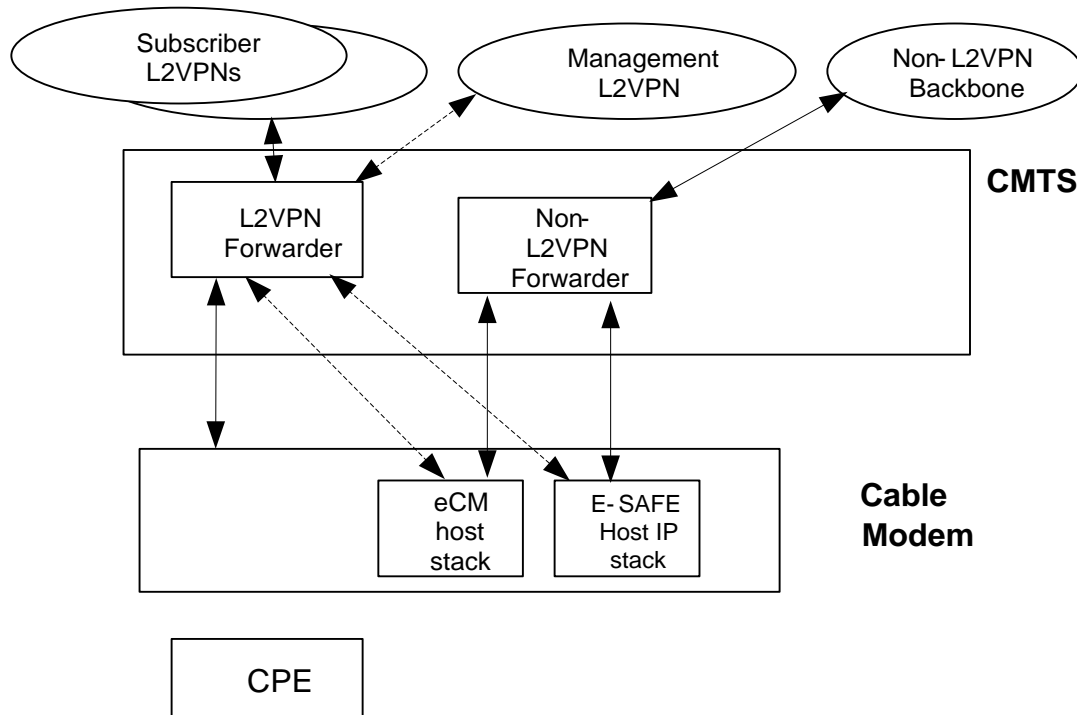 Subscriber
L2VPNs
Management
L2VPN
Non- L2VPN
Backbone
CMTS
L2VPN
Forwarder
Non-
L2VPN
Forwarder
eCM
host
stack
E- SAFE
Host IP
stack
Cable
Modem
CPE